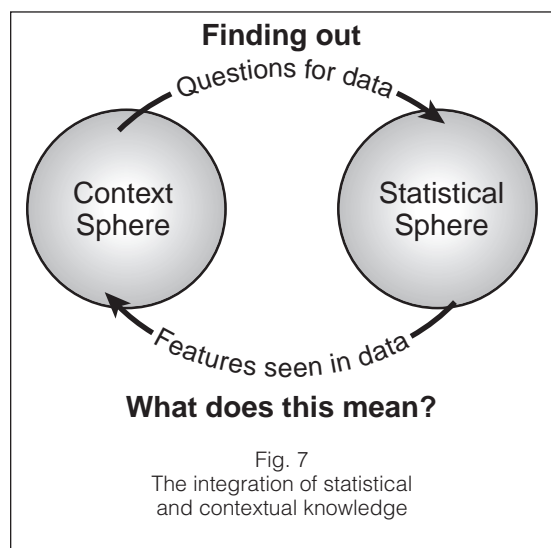 Finding out
Questions for data
Context
Sphere
Statistical
Sphere
Features seen in data
What does this mean?
Fig. 7
The integration of statistical
and contextual knowledge